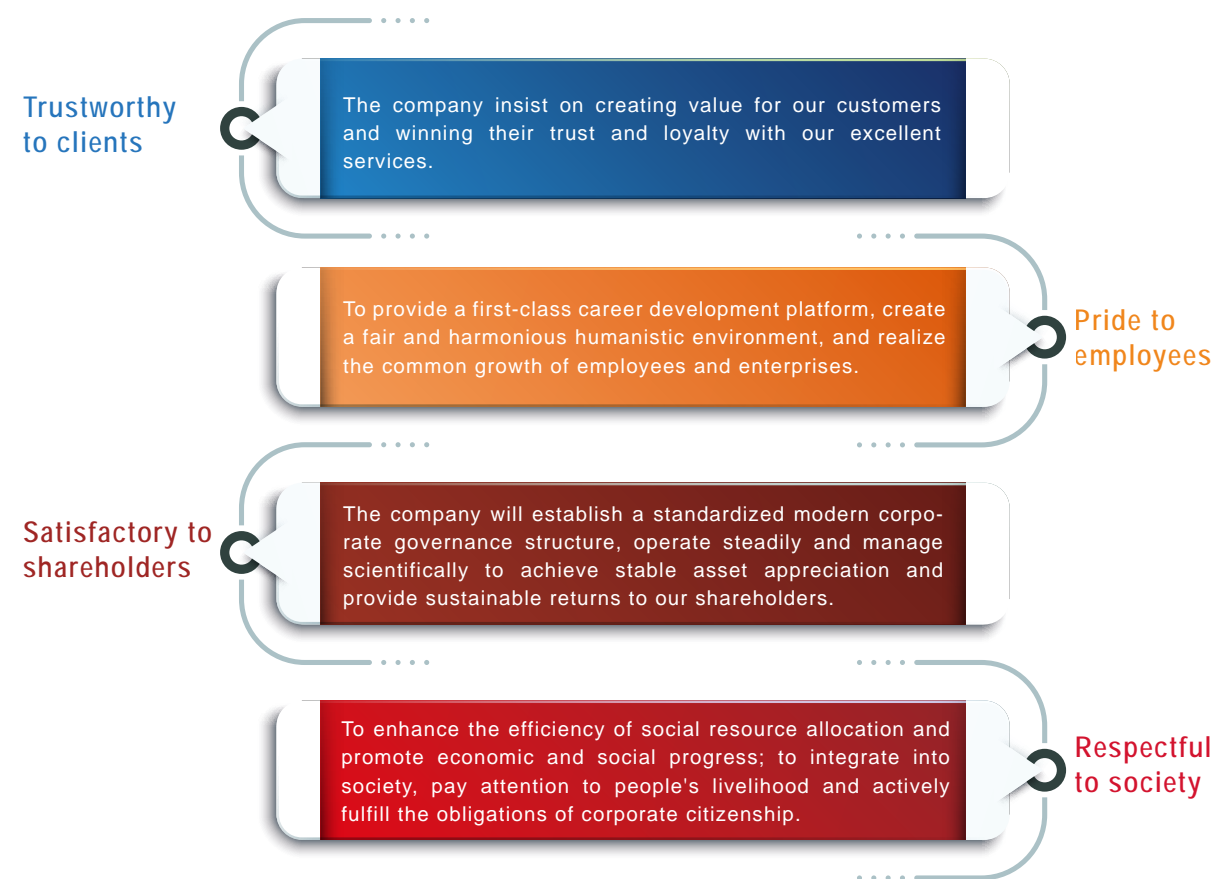 Trustworthy
to clients
The company insist on creating value for our customers
and winning their trust and loyalty with our excellent
services.
To provide a first-class career development platform, create
a fair and harmonious humanistic environment, and realize
the common growth of employees and enterprises.
Pride to
employees
Satisfactory to
shareholders
The company will establish a standardized modern corpo-
rate governance structure, operate steadily and manage
scientifically to achieve stable asset appreciation and
provide sustainable returns to our shareholders.
To enhance the efficiency of social resource allocation and
promote economic and social progress; to integrate into
society, pay attention to people's livelihood and actively
fulfill the obligations of corporate citizenship.
Respectful
to society